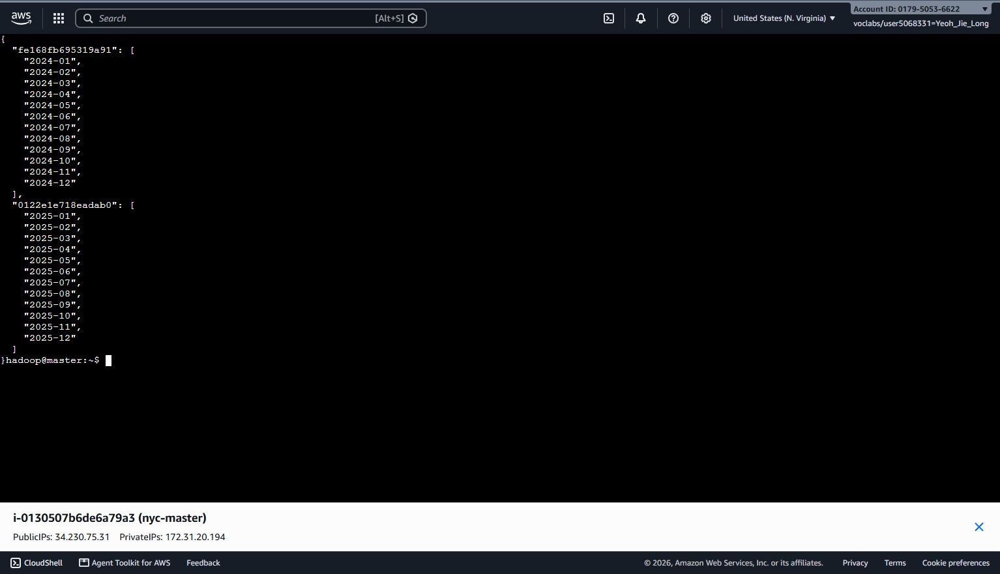 aws
Search [Alt+S]
United States (N. Virginia)
Account ID: 0179-5053-6622
voclabs/user5068331=Yeoh_Jie_Long
{
  "fe168fb695319a91": [
    "2024-01",
    "2024-02",
    "2024-03",
    "2024-04",
    "2024-05",
    "2024-06",
    "2024-07",
    "2024-08",
    "2024-09",
    "2024-10",
    "2024-11",
    "2024-12"
  ],
  "0122e1e718eadab0": [
    "2025-01",
    "2025-02",
    "2025-03",
    "2025-04",
    "2025-05",
    "2025-06",
    "2025-07",
    "2025-08",
    "2025-09",
    "2025-10",
    "2025-11",
    "2025-12"
  ]
}hadoop@master:~$
i-0130507b6de6a79a3 (nyc-master)
PublicIPs: 34.230.75.31 PrivateIPs: 172.31.20.194
CloudShell Agent Toolkit for AWS Feedback © 2026, Amazon Web Services, Inc. or its affiliates. Privacy Terms Cookie preferences